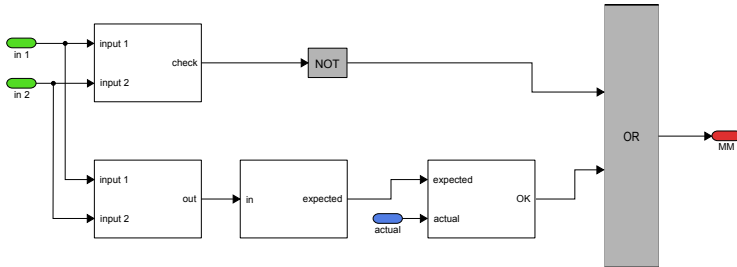 in 1
in 2
input 1
input 2
check
NOT
OR
MM
input 1
input 2
out
in
expected
actual
expected
actual
OK